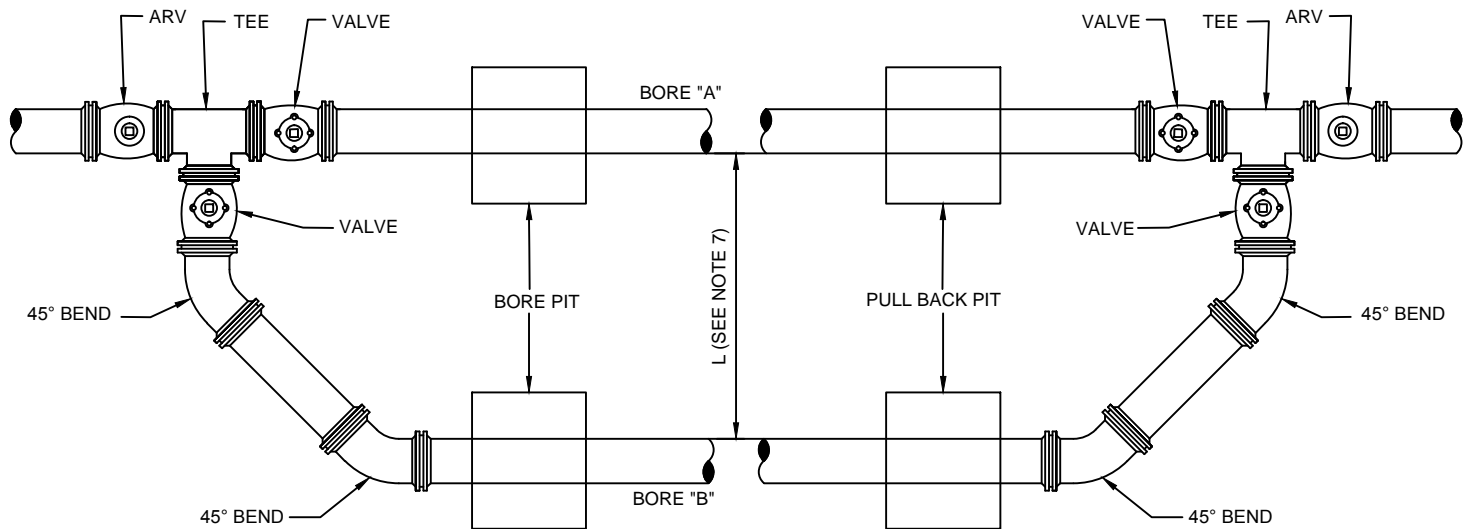 ARV
TEE
VALVE
VALVE
TEE
ARV
BORE "A"
VALVE
VALVE
L (SEE NOTE 7)
BORE PIT
PULL BACK PIT
45° BEND
45° BEND
BORE "B"
45° BEND
45° BEND